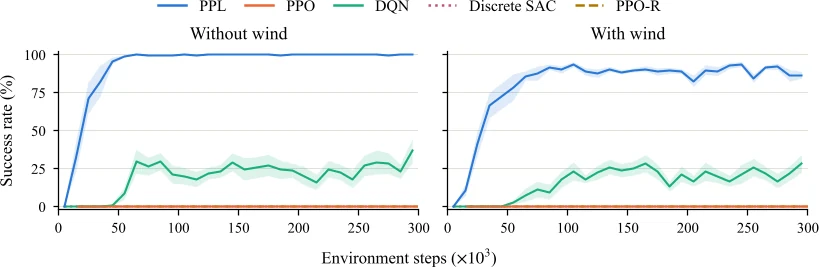 PPL PPO DQN Discrete SAC PPO-R
Without wind With wind
Success rate (%)
100
75
50
25
0
0 50 100 150 200 250 300
0 50 100 150 200 250 300
Environment steps (×10³)